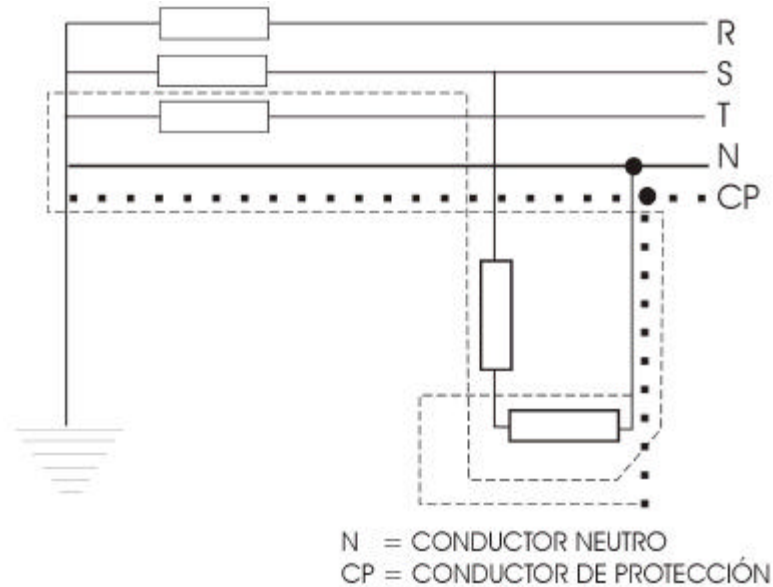 R
S
T
N
CP
N = CONDUCTOR NEUTRO
CP = CONDUCTOR DE PROTECCIÓN